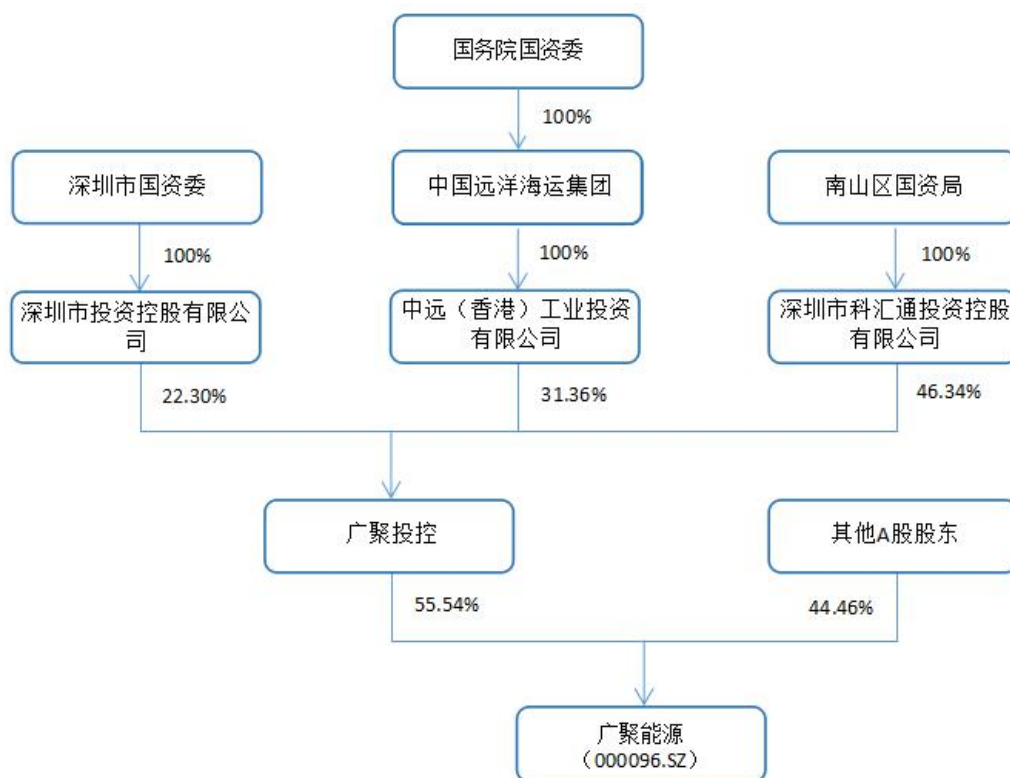 国务院国资委
100%
深圳市国资委
中国远洋海运集团
南山区国资局
100%
100%
100%
深圳市投资控股有限公
司
中远（香港）工业投资
有限公司
深圳市科汇通投资控股
有限公司
22.30%
31.36%
46.34%
广聚投控
其他A股股东
55.54%
44.46%
广聚能源
（000096.SZ）